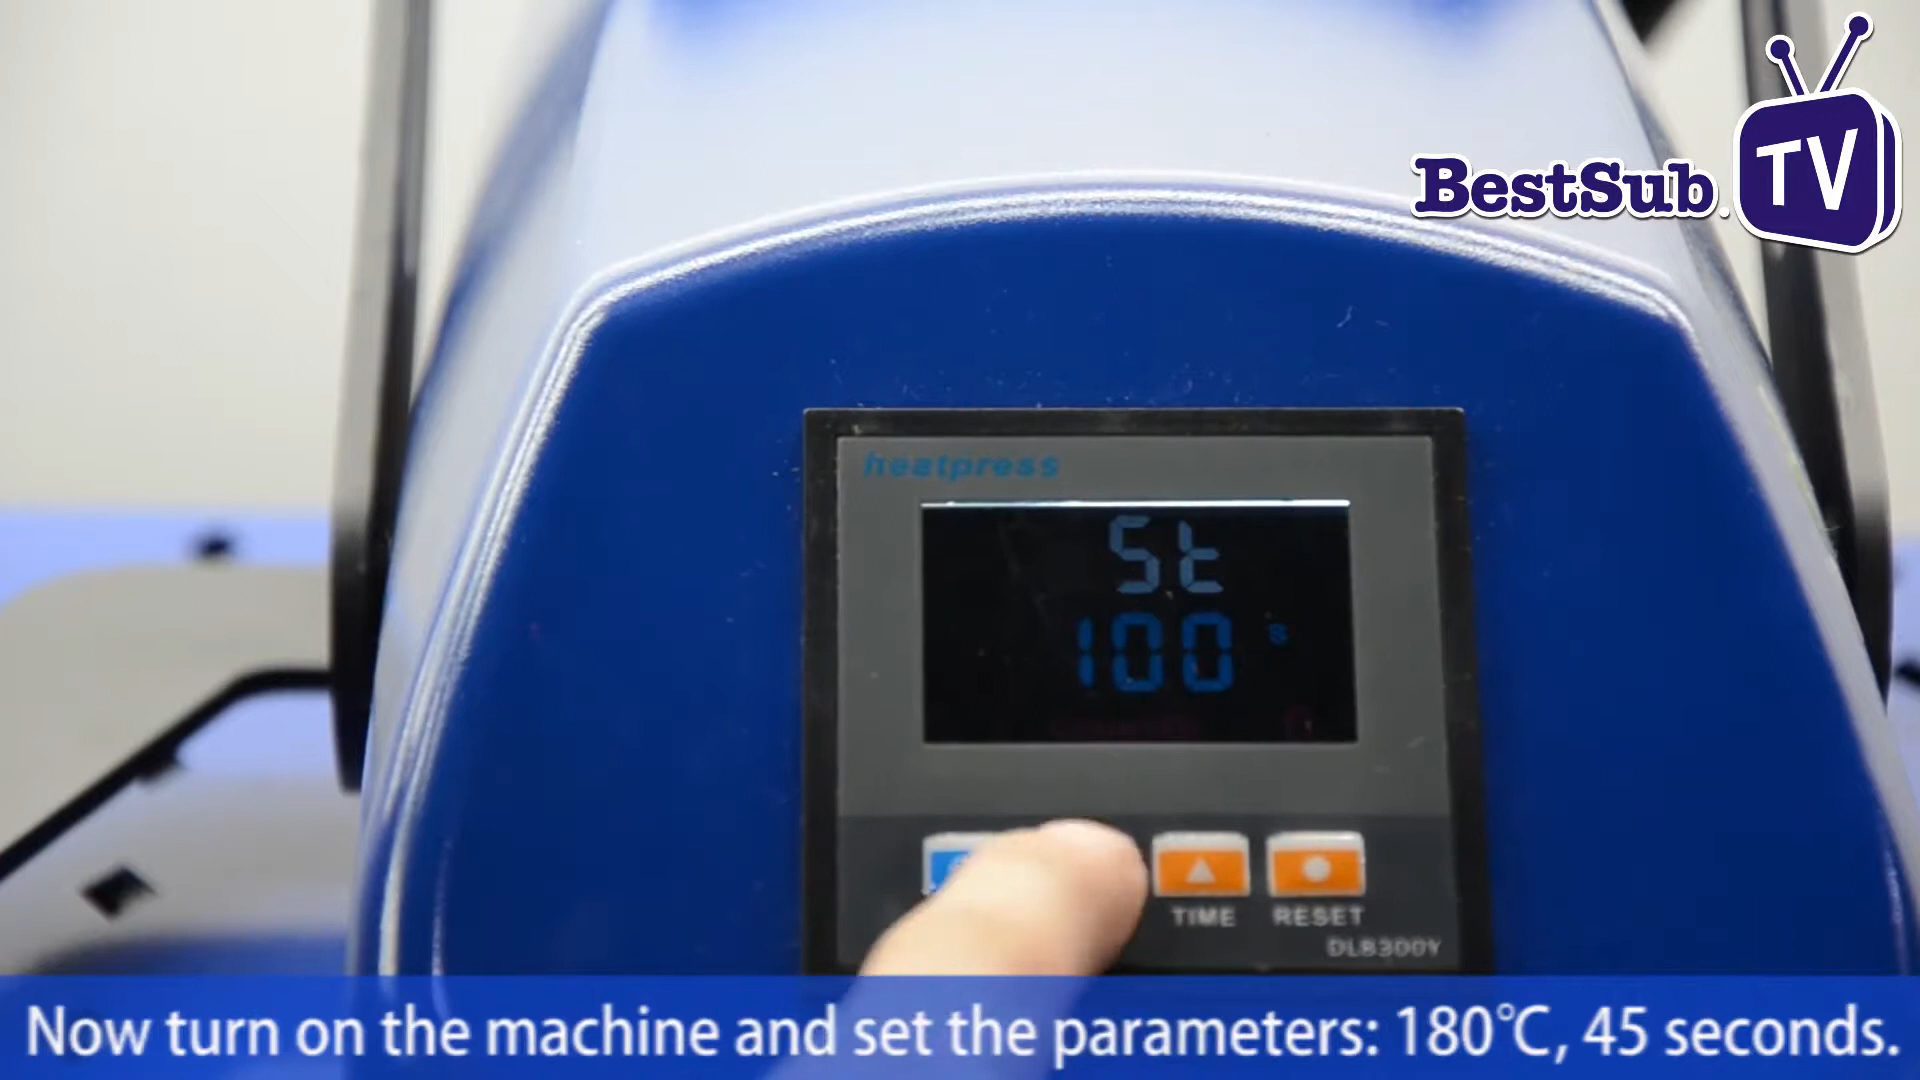 BestSub.
TV
heatpress
St
100 s
TIME RESET
DLB300Y
Now turn on the machine and set the parameters: 180℃, 45 seconds.